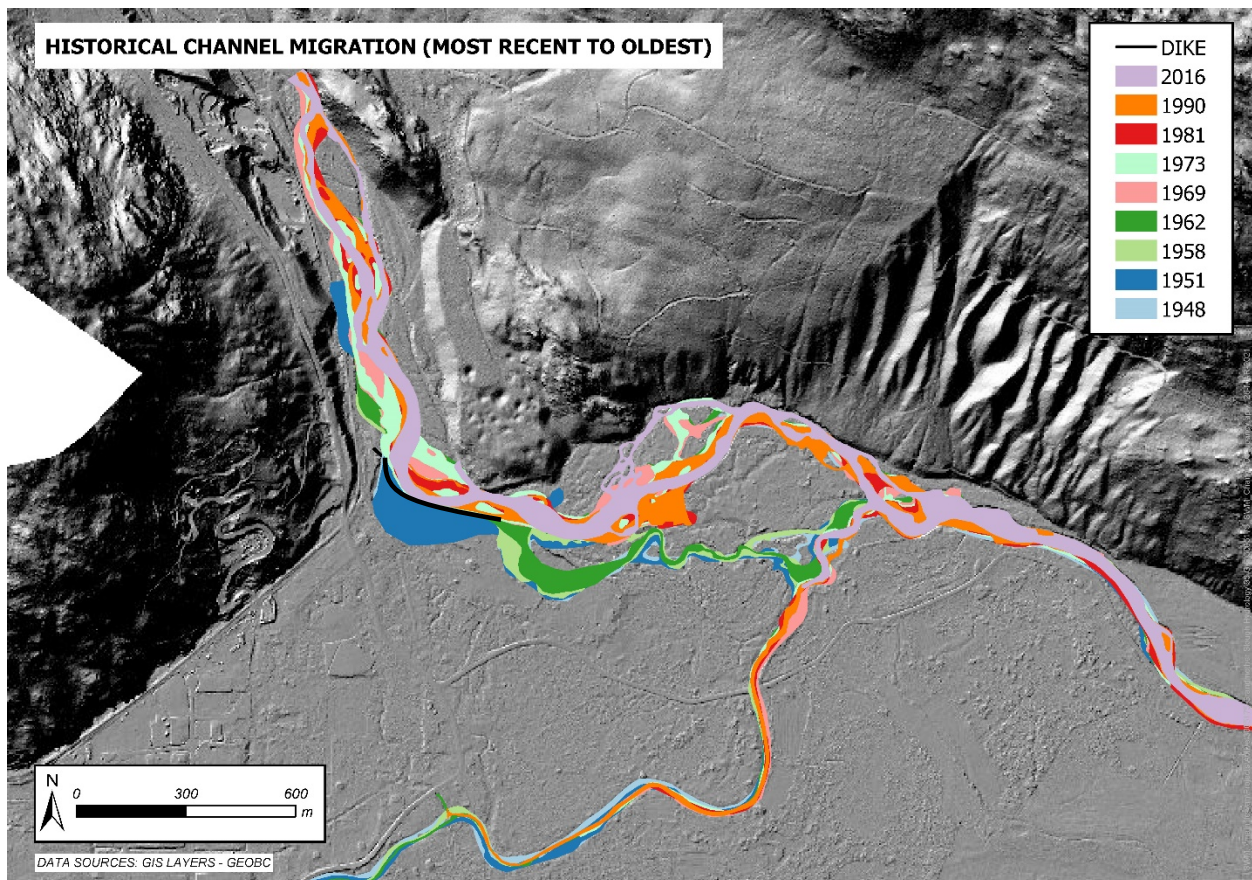 HISTORICAL CHANNEL MIGRATION (MOST RECENT TO OLDEST)
DIKE
2016
1990
1981
1973
1969
1962
1958
1951
1948
N
0 300 600
m
DATA SOURCES: GIS LAYERS - GEOBC